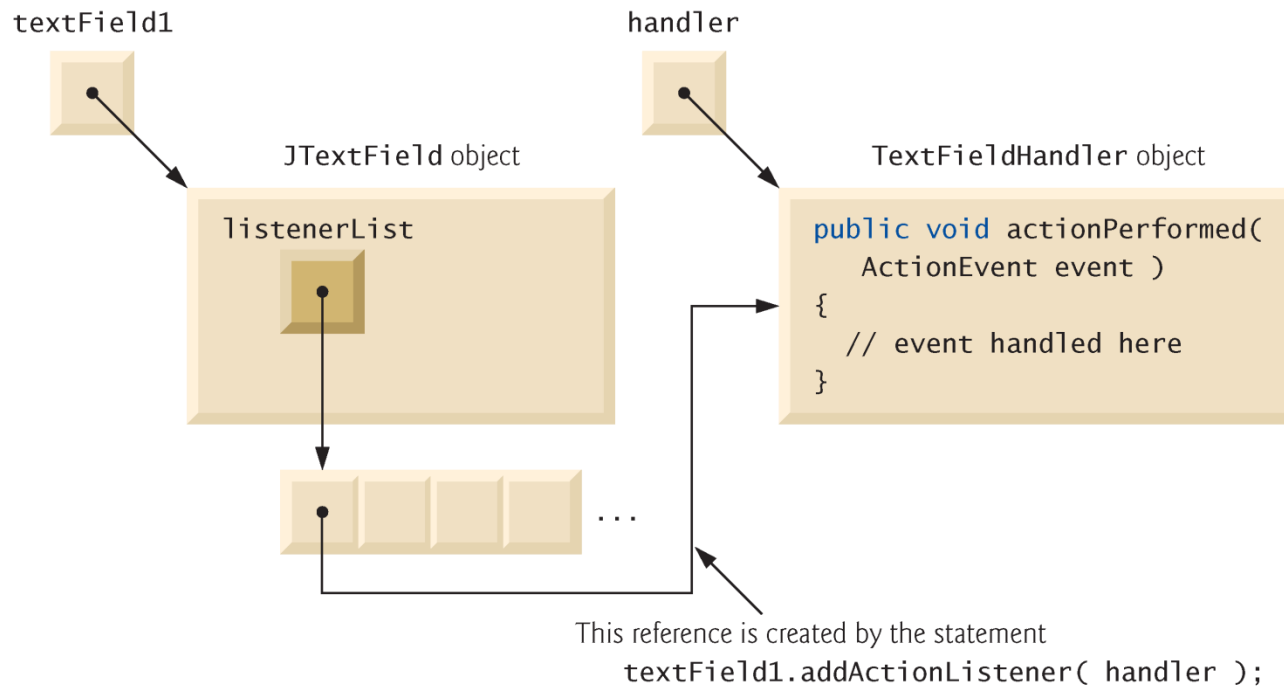 textField1
handler
JTextField object
TextFieldHandler object
listenerList
public void actionPerformed(
ActionEvent event )
{
// event handled here
}
...
This reference is created by the statement
textField1.addActionListener( handler );